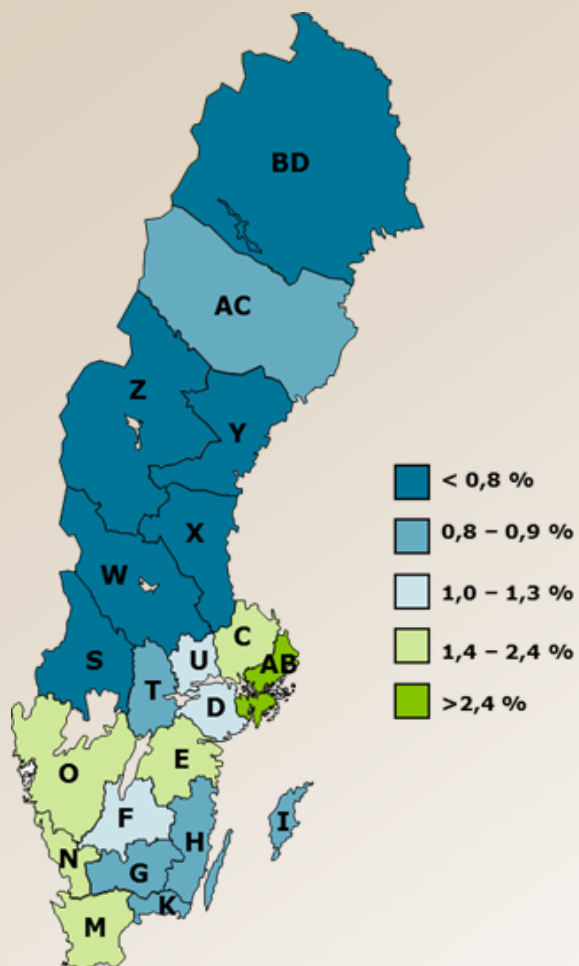 BD
AC
Z
Y
< 0,8 %
0,8 – 0,9 %
X
W
1,0 – 1,3 %
C
1,4 – 2,4 %
S
U
AB
T
D
>2,4 %
E
O
F
I
H
N
G
K
M